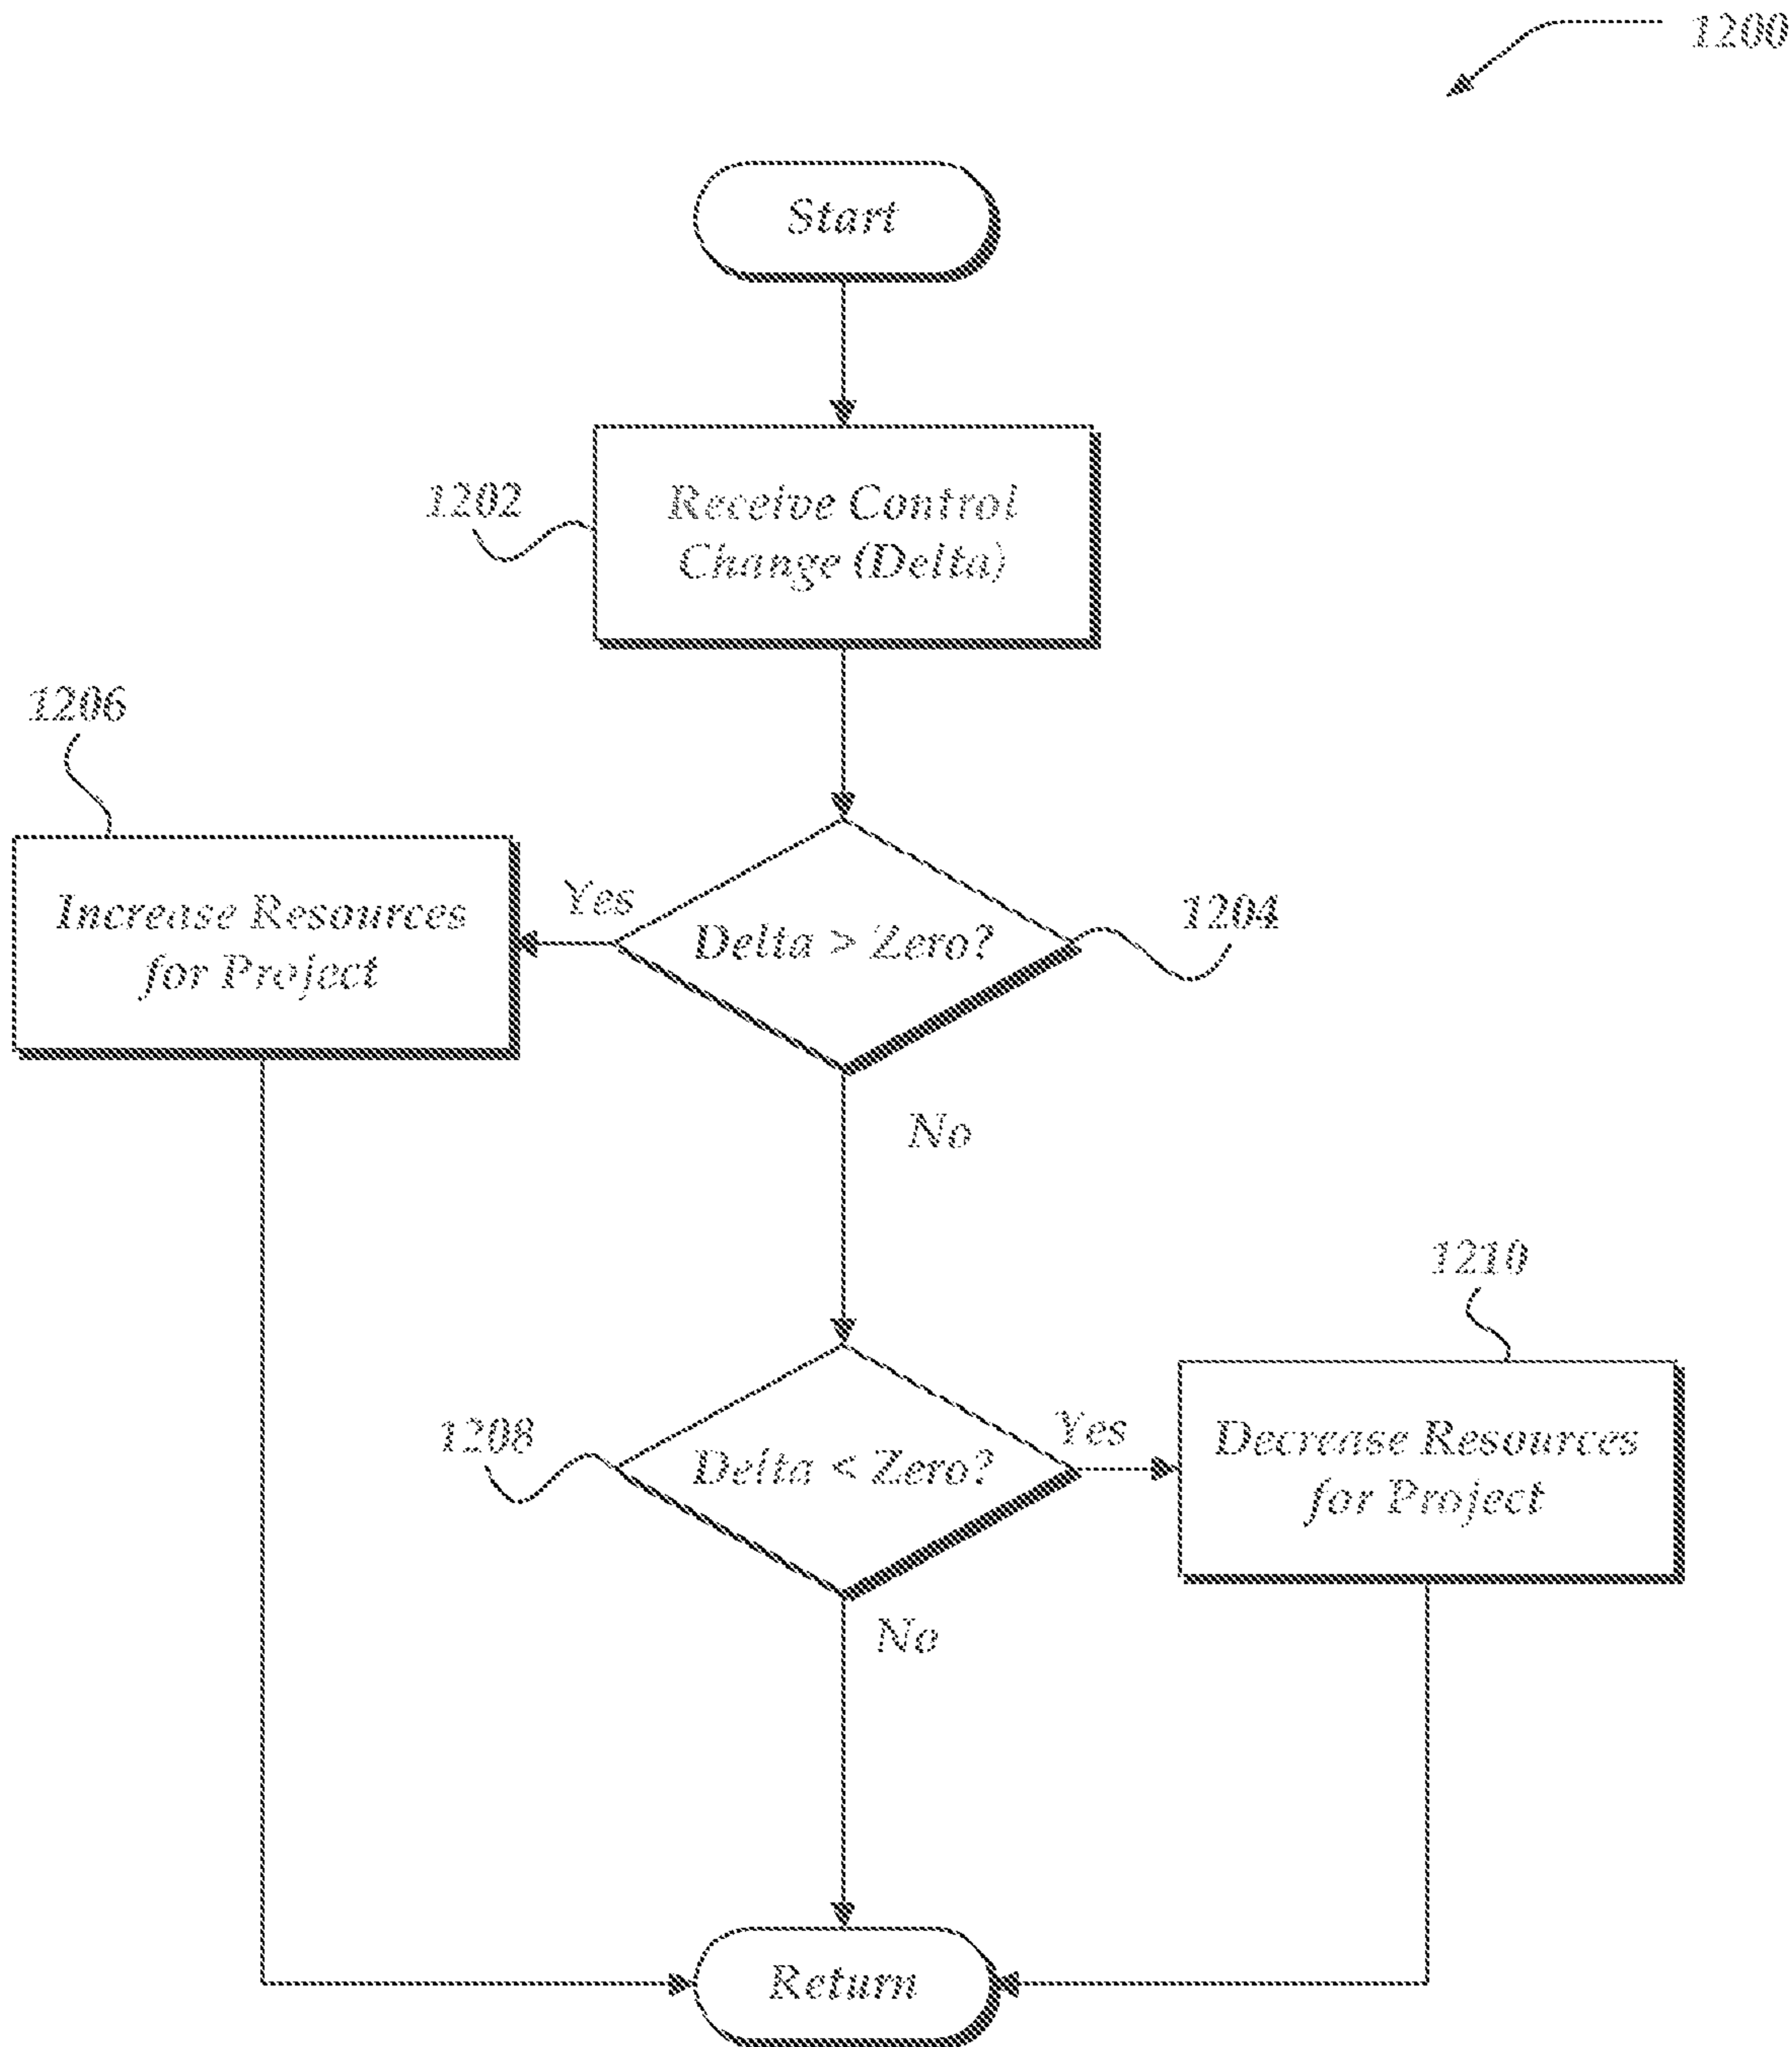 1200
Start
1202
Receive Control
Change (Delta)
1206
Increase Resources
for Project
Yes
Delta > Zero?
1204
No
1210
1208
Delta < Zero?
Yes
Decrease Resources
for Project
No
Return